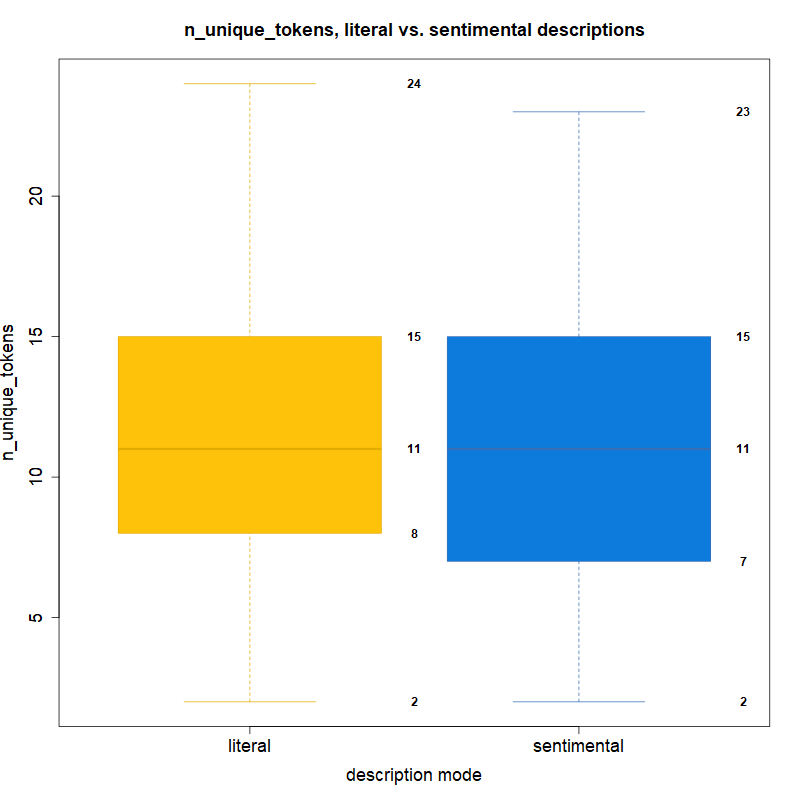 n_unique_tokens, literal vs. sentimental descriptions
24
23
20
15
15
15
11
11
10
8
7
5
2
2
n_unique_tokens
literal
sentimental
description mode